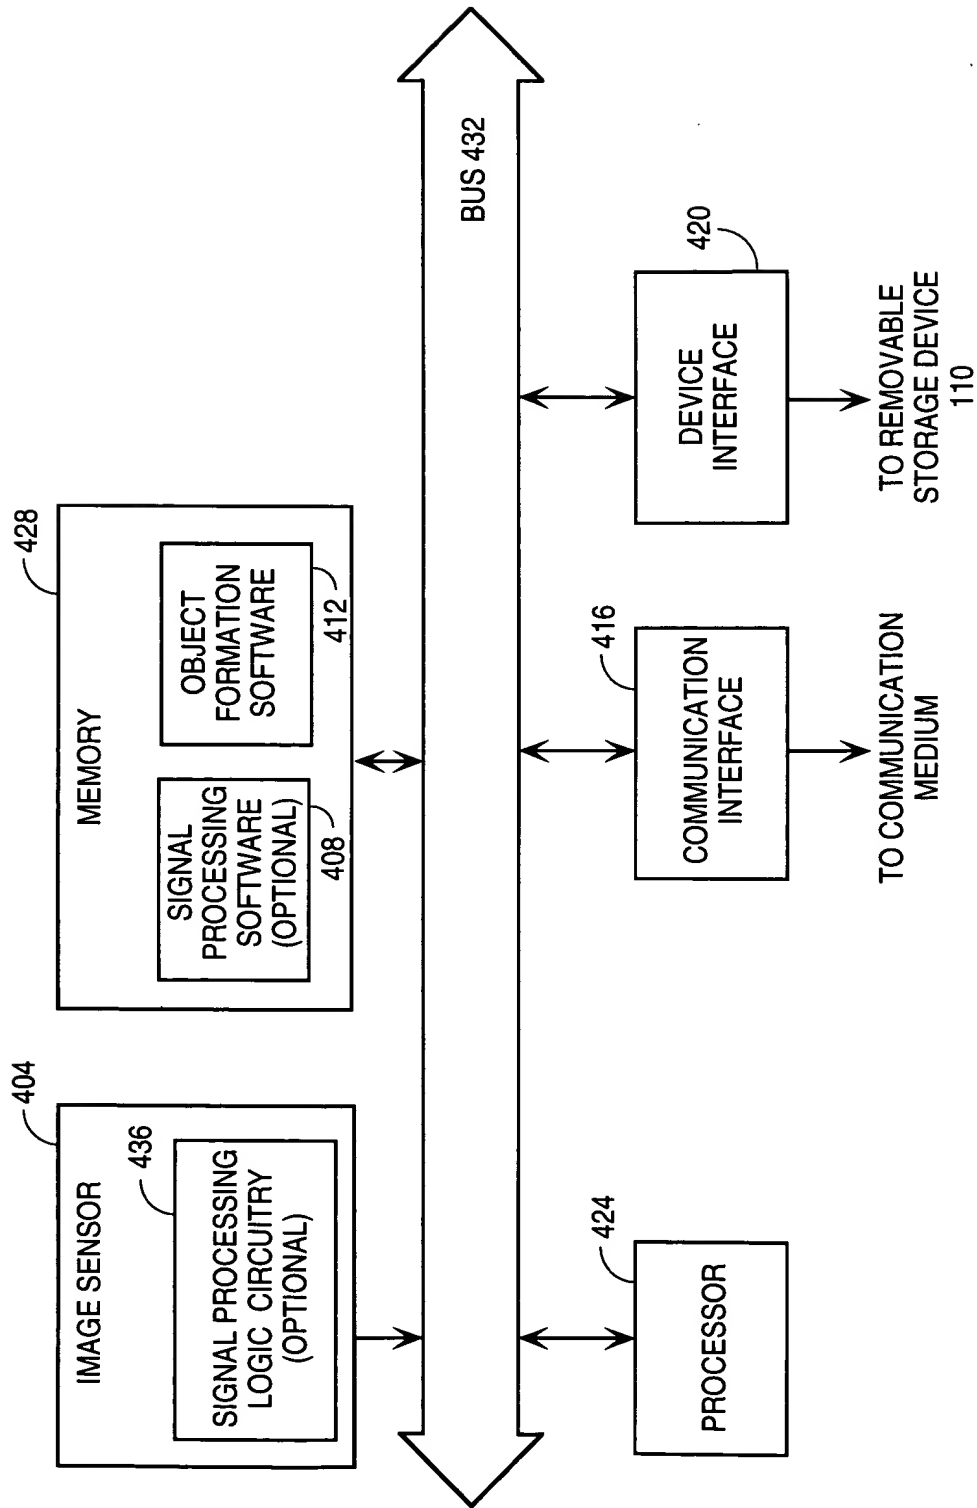 IMAGE SENSOR
404
436
SIGNAL PROCESSING
LOGIC CIRCUITRY
(OPTIONAL)
MEMORY
428
SIGNAL
PROCESSING
SOFTWARE
(OPTIONAL)
408
OBJECT
FORMATION
SOFTWARE
412
BUS 432
PROCESSOR
424
COMMUNICATION
INTERFACE
416
TO COMMUNICATION
MEDIUM
DEVICE
INTERFACE
420
TO REMOVABLE
STORAGE DEVICE
110